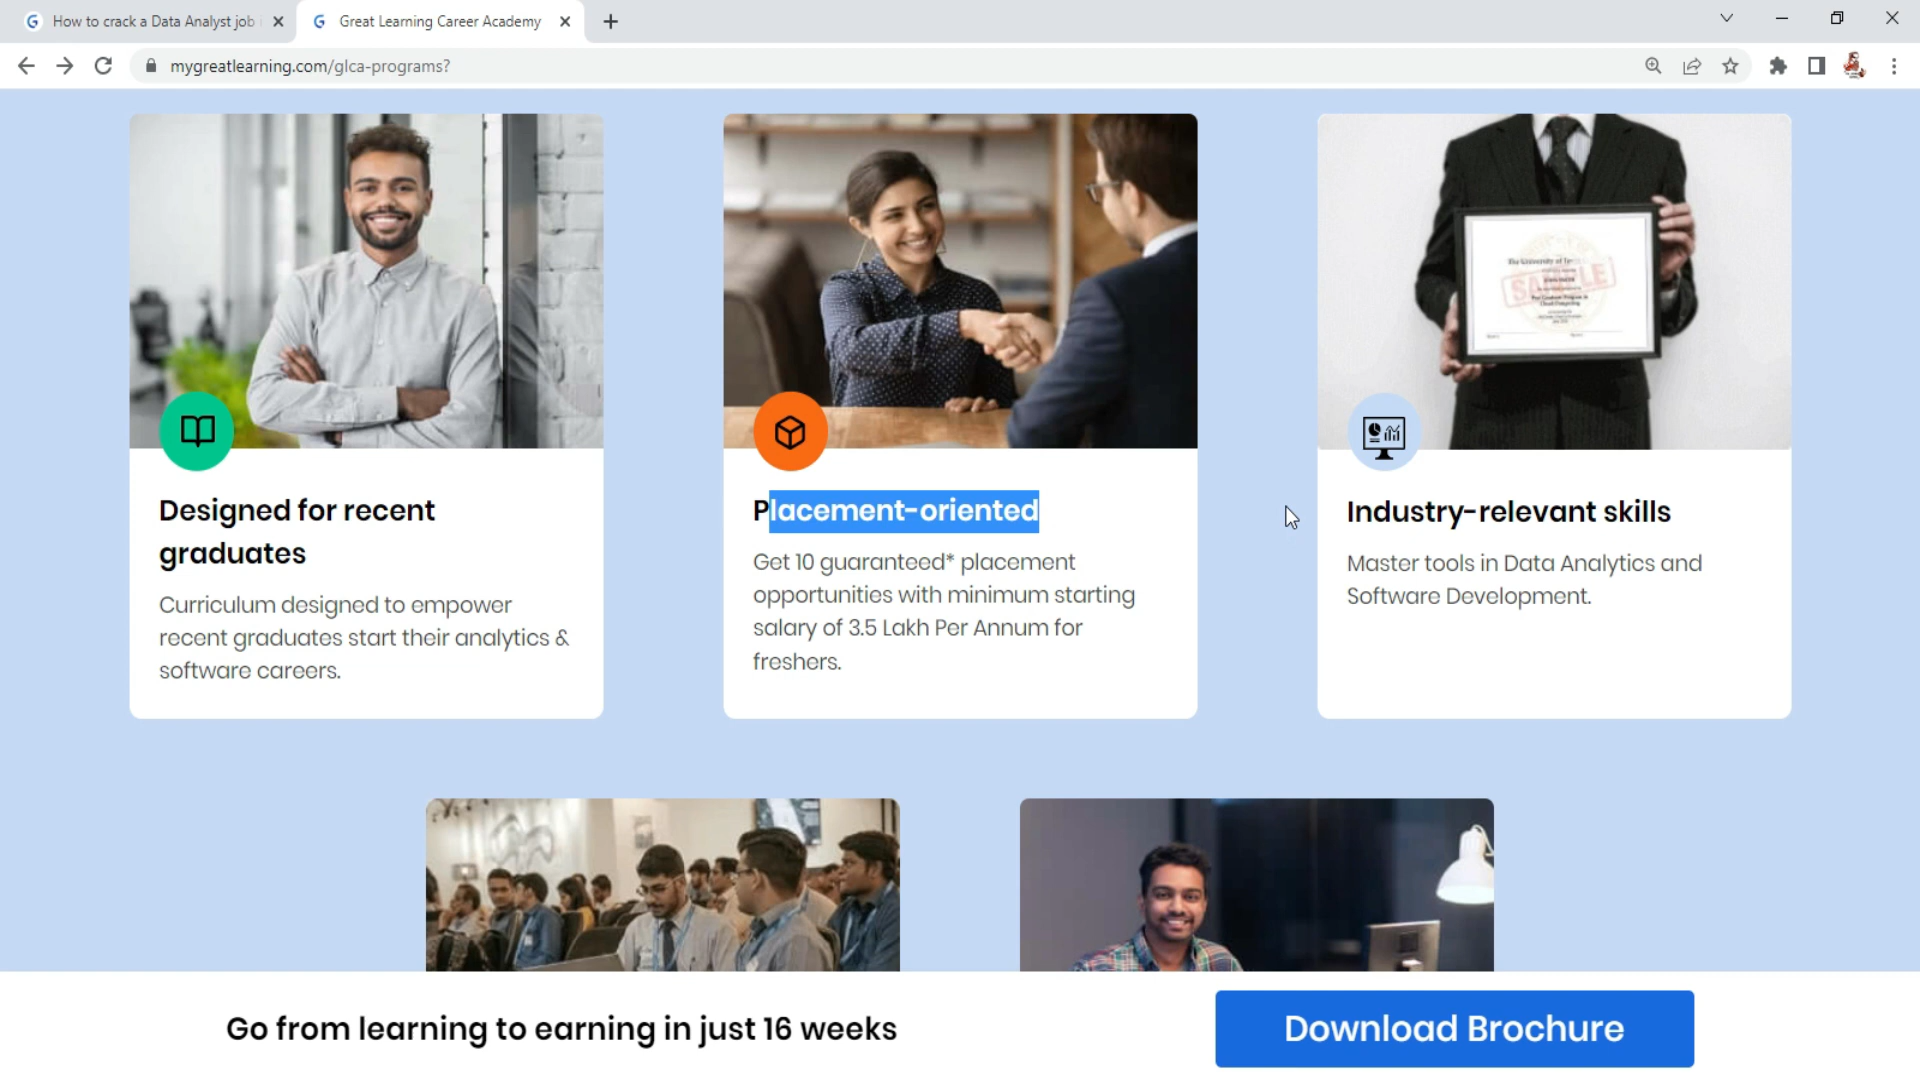 How to crack a Data Analyst job
Great Learning Career Academy
mygreatlearning.com/glca-programs?
SAMPLE
Designed for recent
graduates
Curriculum designed to empower
recent graduates start their analytics &
software careers.
Placement-oriented
Get 10 guaranteed* placement
opportunities with minimum starting
salary of 3.5 Lakh Per Annum for
freshers.
Industry-relevant skills
Master tools in Data Analytics and
Software Development.
Go from learning to earning in just 16 weeks
Download Brochure